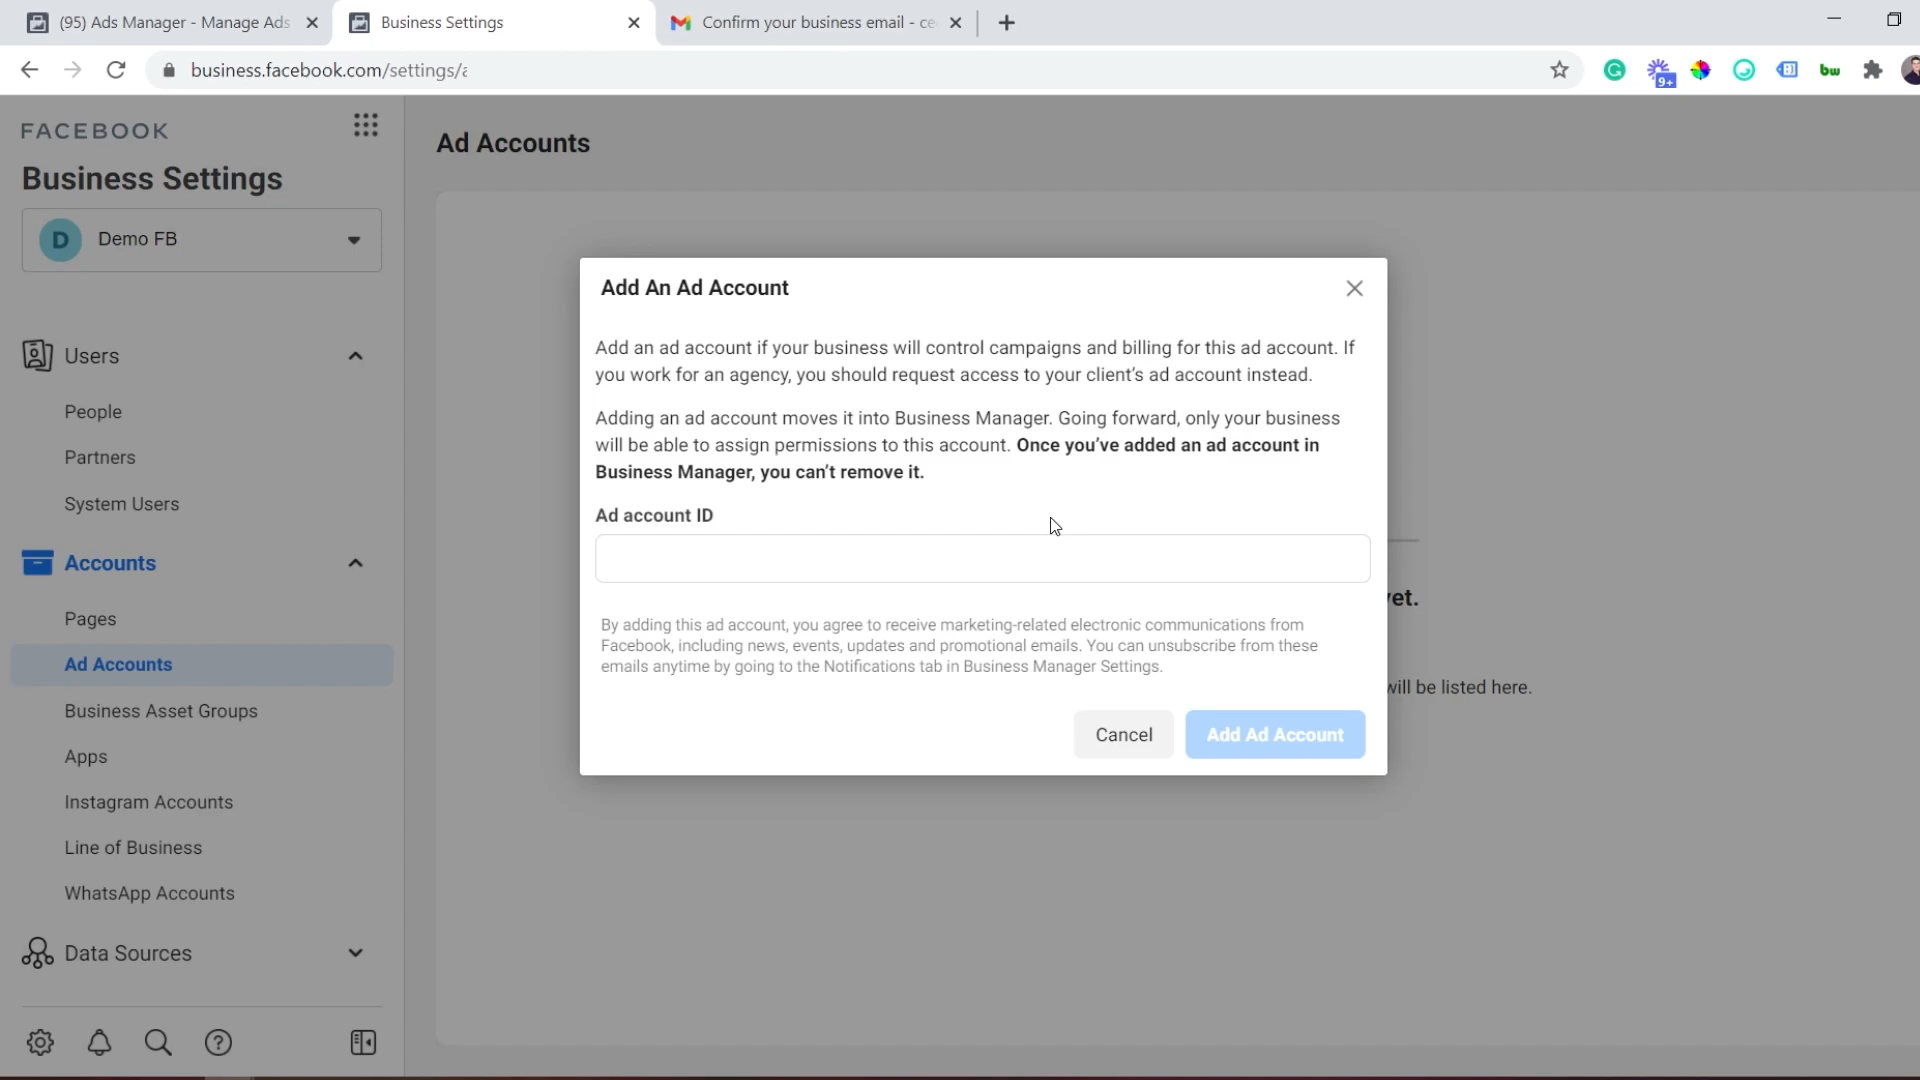 (95) Ads Manager - Manage Ads
Business Settings
Confirm your business email - ce
business.facebook.com/settings/a
9+
bw
FACEBOOK
Business Settings
D Demo FB
Users
People
Partners
System Users
Accounts
Pages
Ad Accounts
Business Asset Groups
Apps
Instagram Accounts
Line of Business
WhatsApp Accounts
Data Sources
Ad Accounts
Add An Ad Account
Add an ad account if your business will control campaigns and billing for this ad account. If
you work for an agency, you should request access to your client's ad account instead.
Adding an ad account moves it into Business Manager. Going forward, only your business
will be able to assign permissions to this account. Once you've added an ad account in
Business Manager, you can't remove it.
Ad account ID
By adding this ad account, you agree to receive marketing-related electronic communications from
Facebook, including news, events, updates and promotional emails. You can unsubscribe from these
emails anytime by going to the Notifications tab in Business Manager Settings.
Cancel
Add Ad Account
yet.
will be listed here.